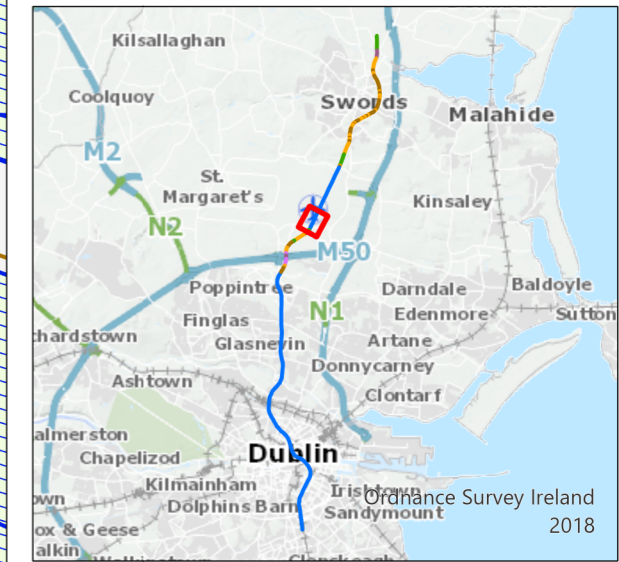 Kilsallaghan
Coolquoy
Swords
Malahide
M2
St.
Margaret's
Kinsaley
N2
M50
Poppintree
Darndale
Baldoyle
Finglas
N1
Edenmore
Sutton
chardstown
Glasnevin
Artane
Donnycarney
Ashtown
Clontarf
almerston
Chapelizod
Dublin
Kilmainham
Irishtown
Ordnance Survey Ireland
own
Dolphins Barn
Sandymount
2018
ox & Geese
alkin